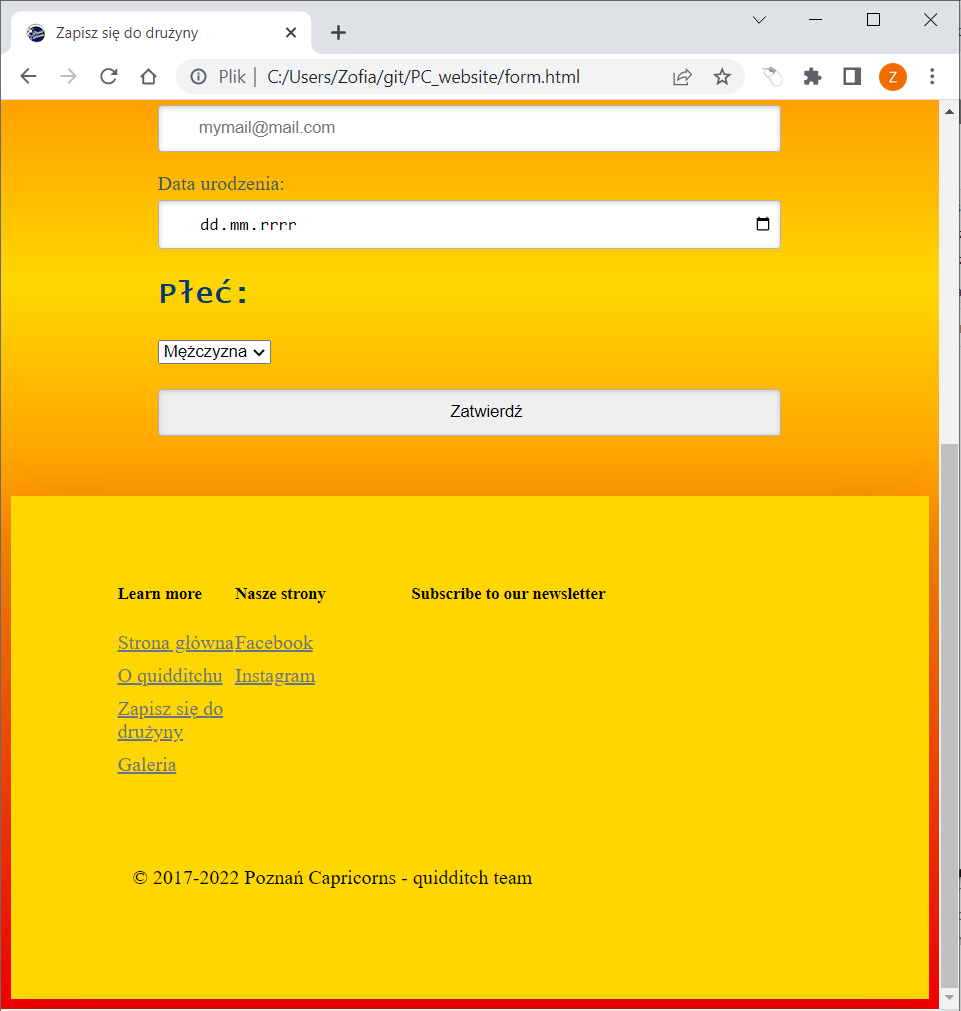 Zapisz się do drużyny
Plik | C:/Users/Zofia/git/PC_website/form.html
Z
mymail@mail.com
Data urodzenia:
dd.mm.rrrr
Płeć:
Mężczyzna
Zatwierdź
Learn more Nasze strony Subscribe to our newsletter
Strona główna Facebook
O quidditchu Instagram
Zapisz się do
drużyny
Galeria
© 2017-2022 Poznań Capricorns - quidditch team